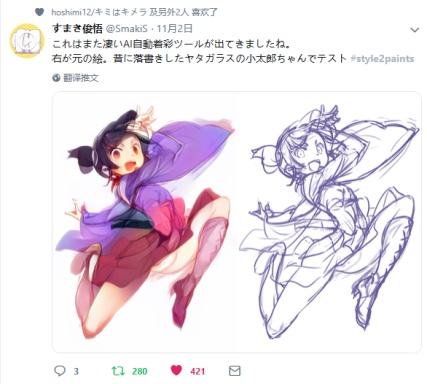 hoshimi12/キミはキメラ 及另外2人 喜欢了
すまき俊悟 @SmakiS · 11月2日
これはまた凄いAI自動着彩ツールが出てきましたね。
右が元の絵。昔に落書きしたヤタガラスの小太郎ちゃんでテスト #style2paints
翻译推文
3 280 421